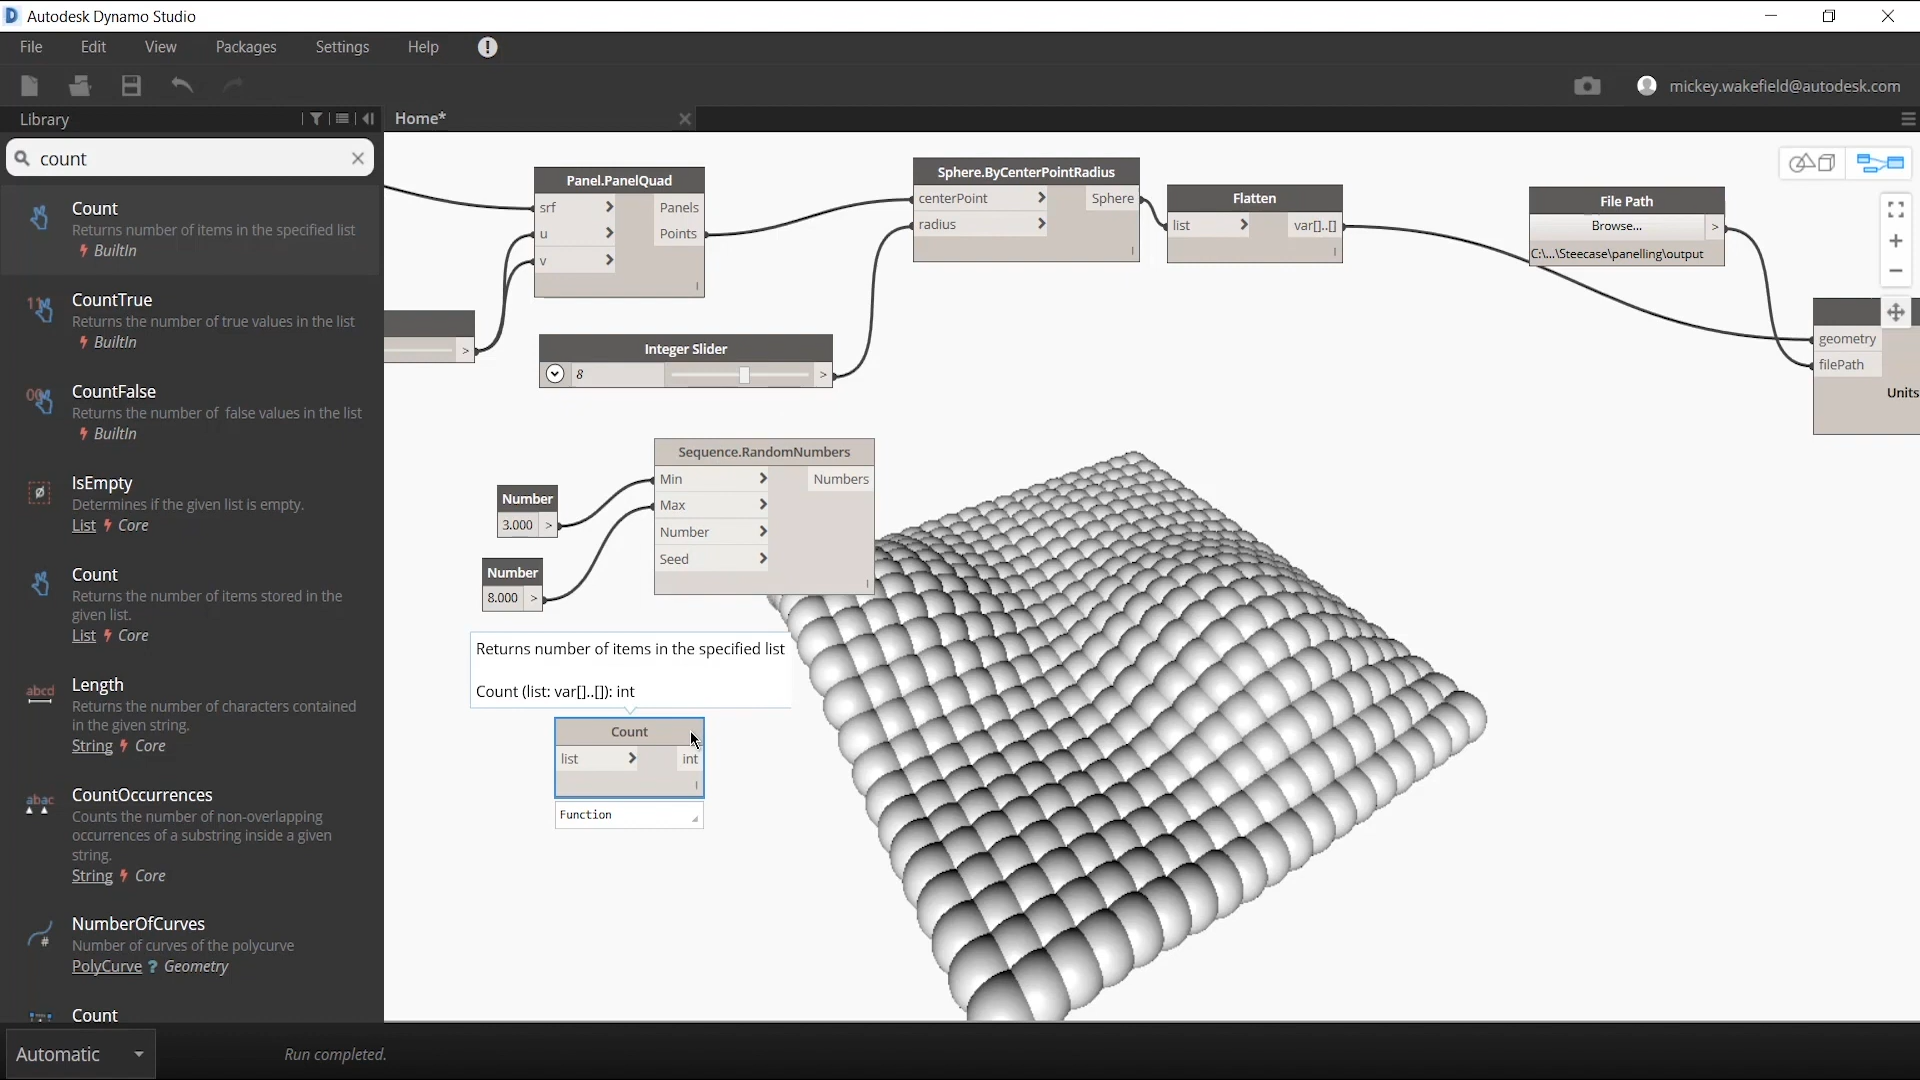 Autodesk Dynamo Studio
File Edit View Packages Settings Help
mickey.wakefield@autodesk.com
Library
Home*
count
Count
Returns number of items in the specified list
BuiltIn
CountTrue
Returns the number of true values in the list
BuiltIn
CountFalse
Returns the number of false values in the list
BuiltIn
IsEmpty
Determines if the given list is empty.
List Core
Count
Returns the number of items stored in the
given list.
List Core
Length
Returns the number of characters contained
in the given string.
String Core
CountOccurrences
Counts the number of non-overlapping
occurrences of a substring inside a given
string.
String Core
NumberOfCurves
Number of curves of the polycurve
PolyCurve ? Geometry
Count
Panel.PanelQuad
srf > Panels
u > Points
v >
>
Integer Slider
8 >
Sphere.ByCenterPointRadius
centerPoint > Sphere
radius >
Flatten
list > var[]..[]
File Path
Browse... >
C:\...\Steecase\panelling\output
geometry
filePath
Units
Sequence.RandomNumbers
Min > Numbers
Max >
Number >
Seed >
Number
3.000 >
Number
8.000 >
Returns number of items in the specified list
Count (list: var[]..[]): int
Count
list > int
Function
Automatic
Run completed.